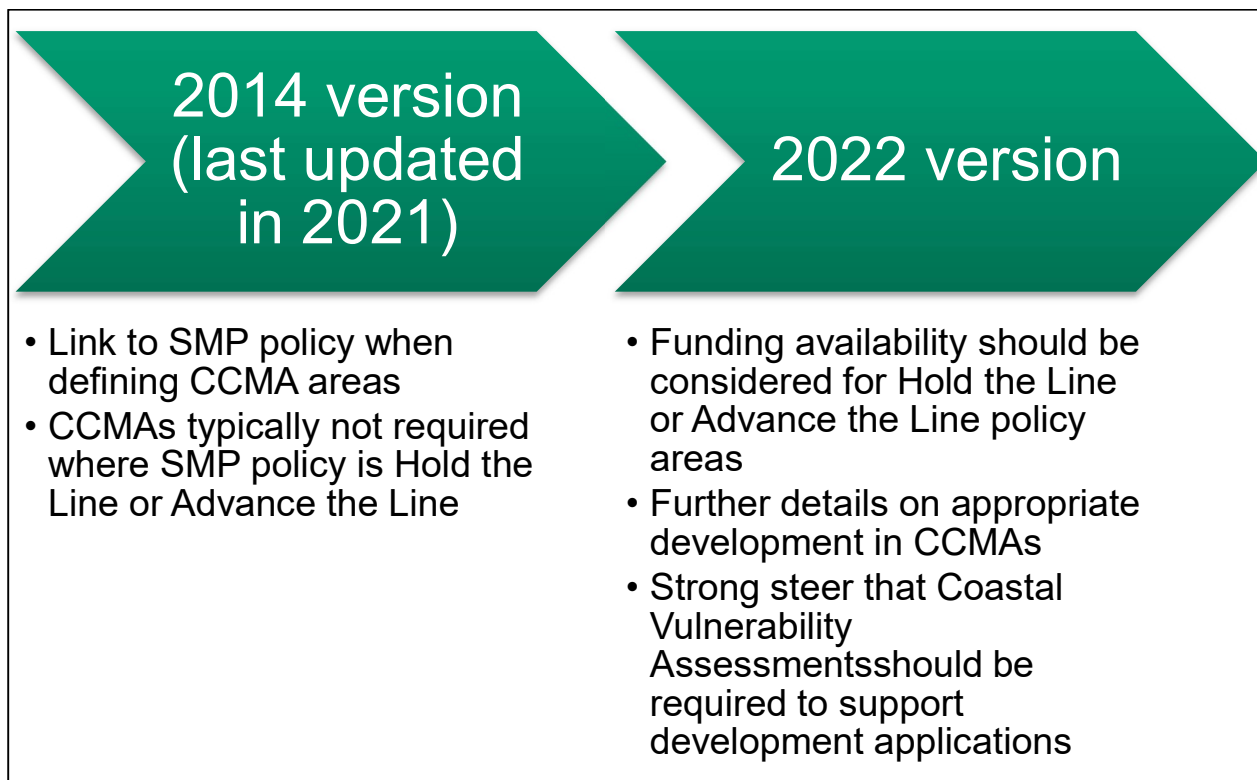 2014 version
(last updated
in 2021)
• Link to SMP policy when
defining CCMA areas
• CCMAs typically not required
where SMP policy is Hold the
Line or Advance the Line
2022 version
• Funding availability should be
considered for Hold the Line
or Advance the Line policy
areas
• Further details on appropriate
development in CCMAs
• Strong steer that Coastal
Vulnerability
Assessmentsshould be
required to support
development applications